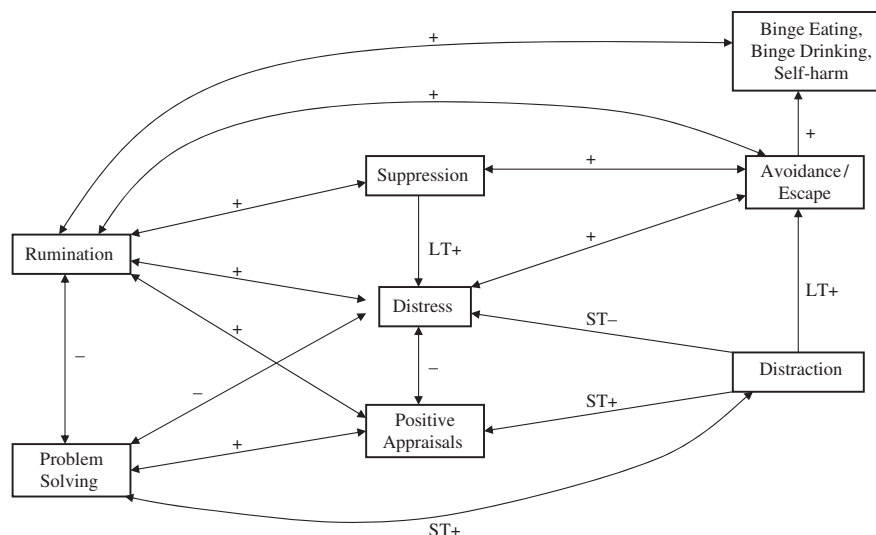 Binge Eating,
Binge Drinking,
Self-harm
+
+
+
Suppression
+
Avoidance/
Escape
+
Rumination
LT+
+
+
Distress
LT+
+
ST–
–
–
–
Distraction
ST+
Positive
Appraisals
+
Problem
Solving
ST+